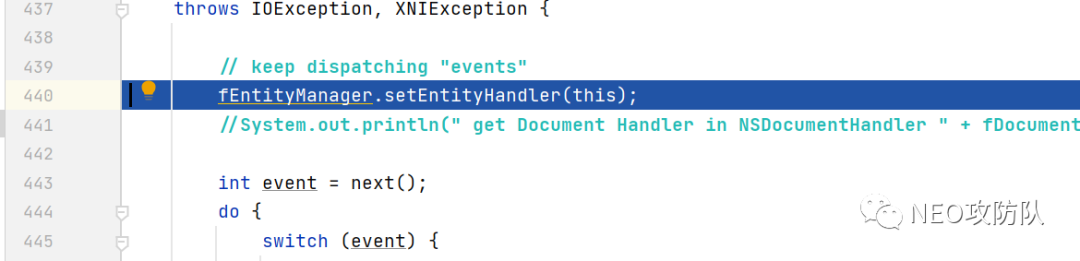 437 throws IOException, XNIException {
438
439 // keep dispatching "events"
440 fEntityManager.setEntityHandler(this);
441 //System.out.println(" get Document Handler in NSDocumentHandler " + fDocument
442
443 int event = next();
444 do {
445 switch (event) {
NEO攻防队